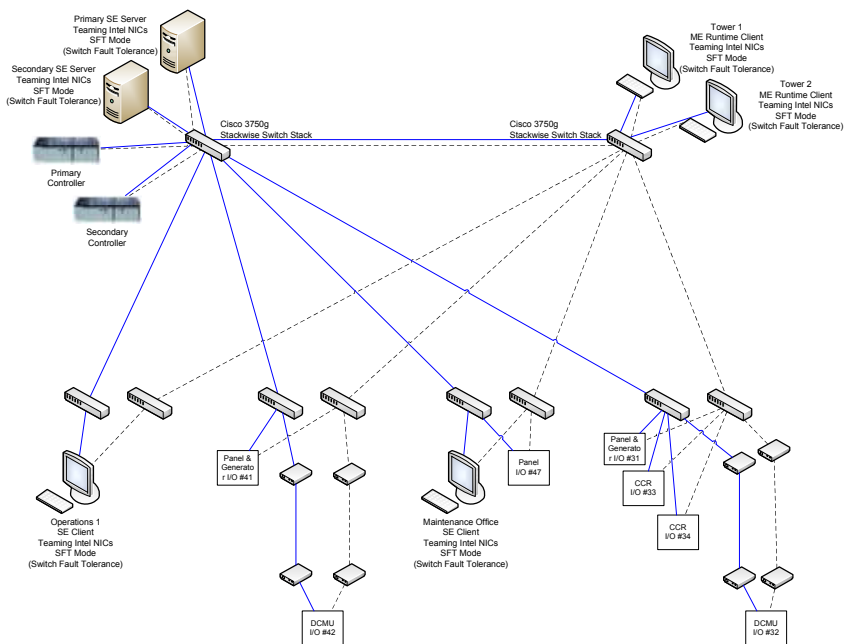 Primary SE Server
Teaming Intel NICs
SFT Mode
(Switch Fault Tolerance)
Secondary SE Server
Teaming Intel NICs
SFT Mode
(Switch Fault Tolerance)
Cisco 3750g
Stackwise Switch Stack
Cisco 3750g
Stackwise Switch Stack
Tower 1
ME Runtime Client
Teaming Intel NICs
SFT Mode
(Switch Fault Tolerance)
Tower 2
ME Runtime Client
Teaming Intel NICs
SFT Mode
(Switch Fault Tolerance)
Primary
Controller
Secondary
Controller
Panel &
Generato
r I/O #41
Panel
I/O #47
Panel &
Generato
r I/O #31
CCR
I/O #33
CCR
I/O #34
Operations 1
SE Client
Teaming Intel NICs
SFT Mode
(Switch Fault Tolerance)
Maintenance Office
SE Client
Teaming Intel NICs
SFT Mode
(Switch Fault Tolerance)
DCMU
I/O #42
DCMU
I/O #32